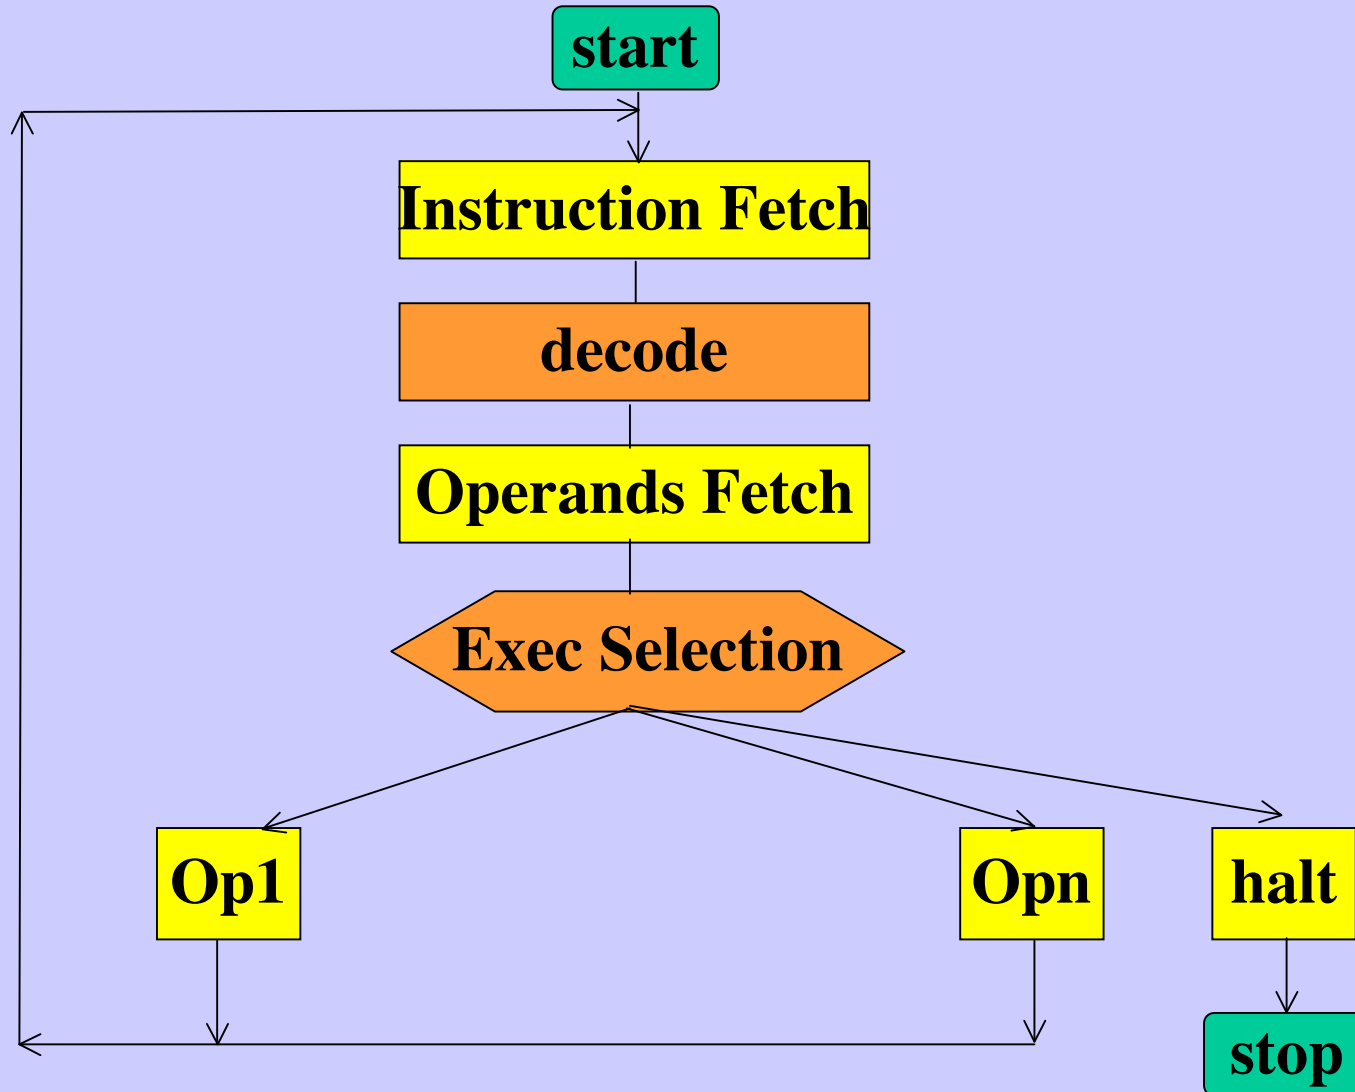 start
Instruction Fetch
decode
Operands Fetch
Exec Selection
Op1
Opn
halt
stop